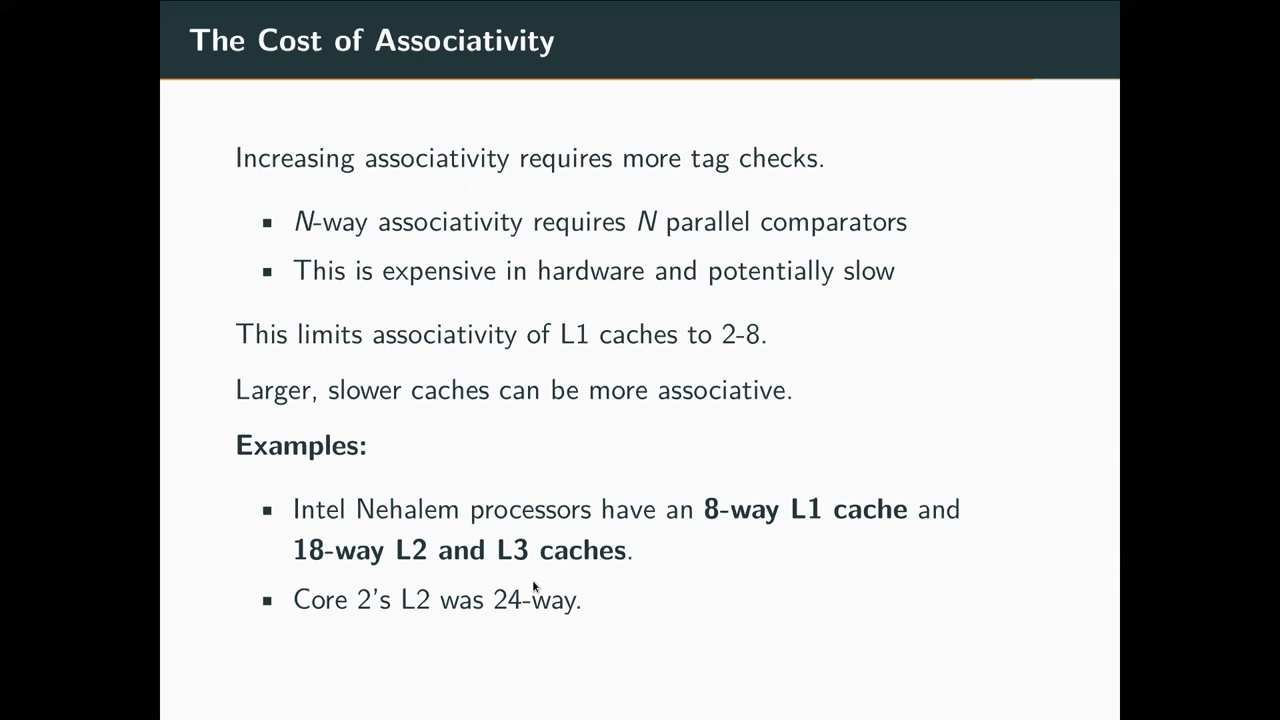 The Cost of Associativity
Increasing associativity requires more tag checks.
▪ N-way associativity requires N parallel comparators
▪ This is expensive in hardware and potentially slow
This limits associativity of L1 caches to 2-8.
Larger, slower caches can be more associative.
Examples:
▪ Intel Nehalem processors have an 8-way L1 cache and
18-way L2 and L3 caches.
▪ Core 2's L2 was 24-way.